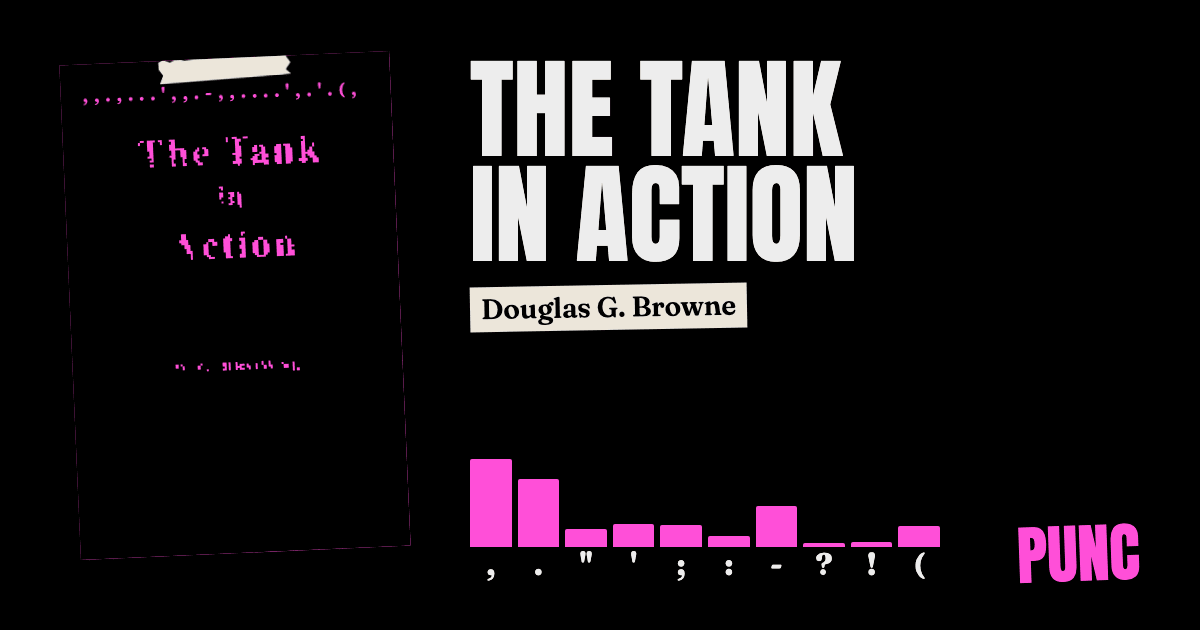 ,,.,...',,.-,,....',.'.(,
The Tank
in
Action
THE TANK
IN ACTION
Douglas G. Browne
, . " ' ; : - ? ! (
PUNC